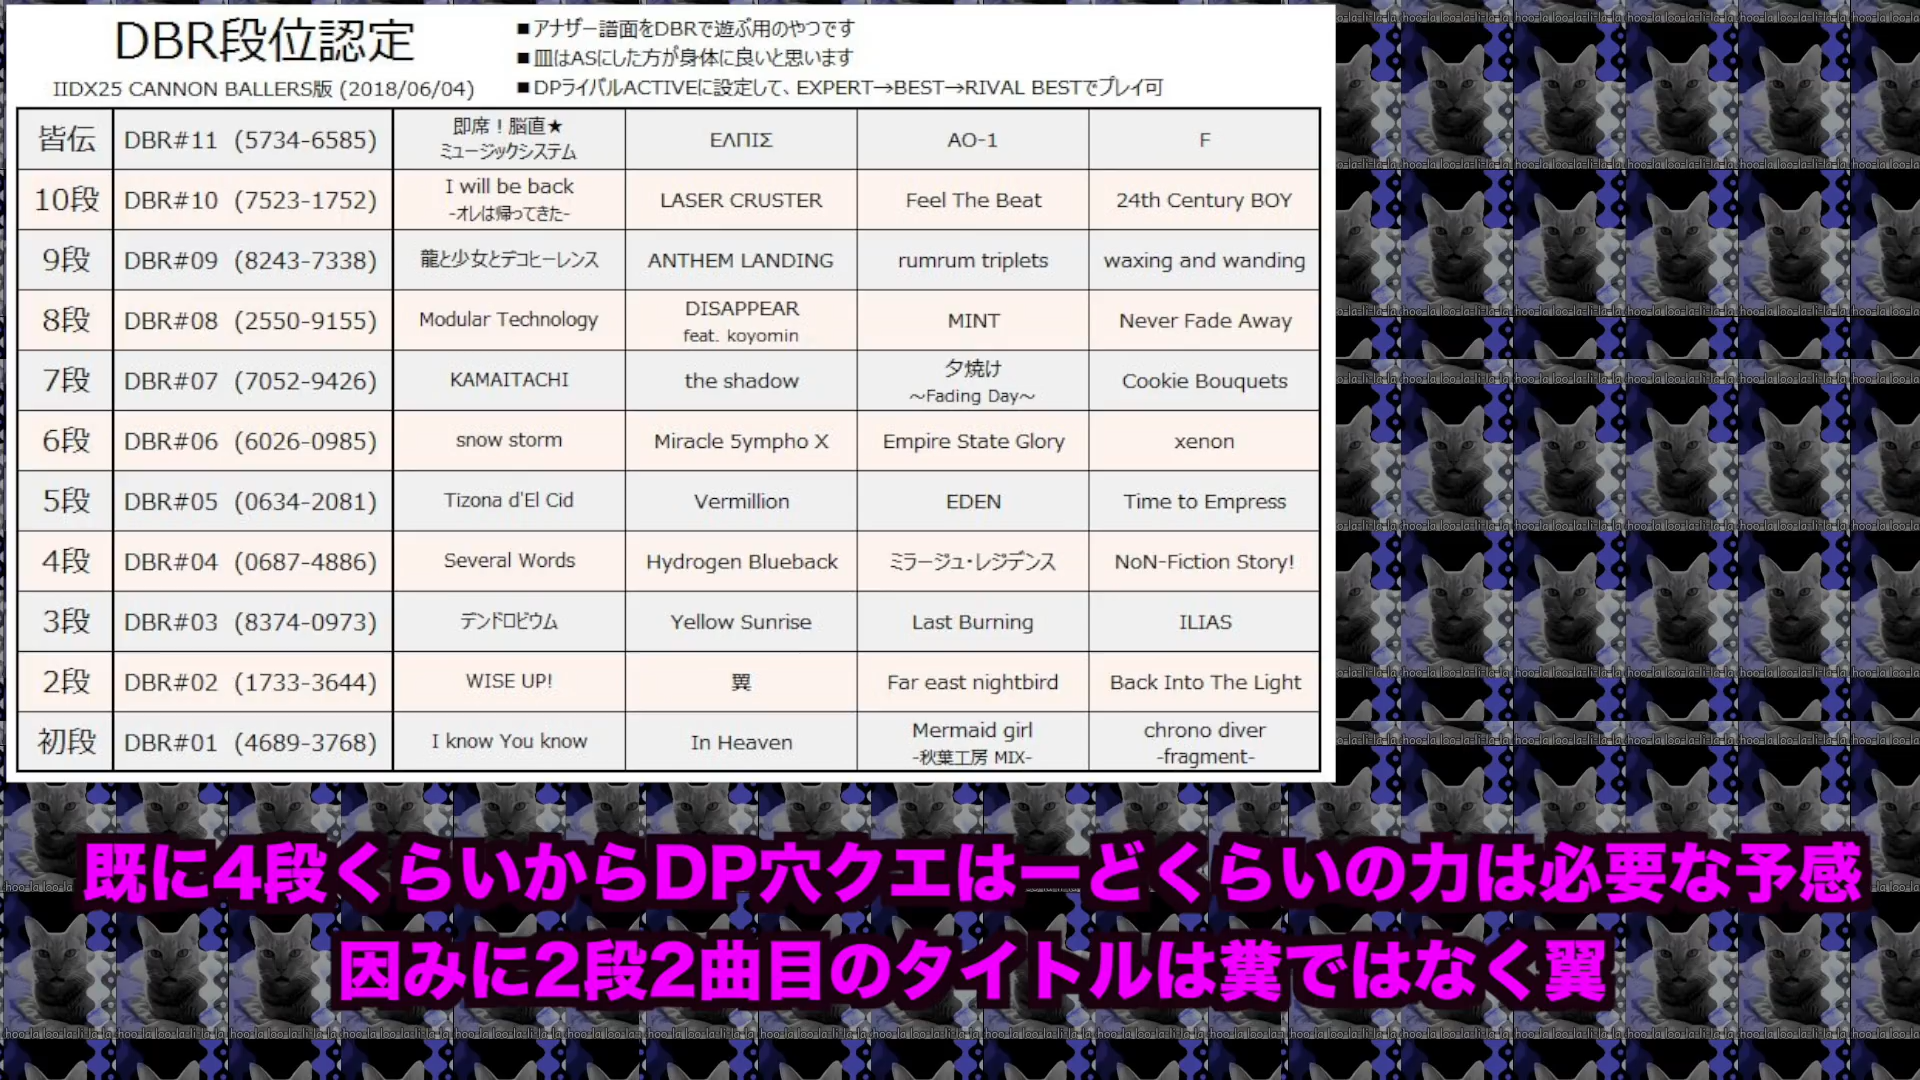 DBR段位認定
IIDX25 CANNON BALLERS版 (2018/06/04)
■アナザー譜面をDBRで遊ぶ用のやつです
■皿はASにした方が身体に良いと思います
■DPライバルACTIVEに設定して、EXPERT→BEST→RIVAL BESTでプレイ可
皆伝 DBR#11 (5734-6585) 即席！脳直★ミュージックシステム ΕΛΠΙΣ AO-1 F
10段 DBR#10 (7523-1752) I will be back -オレは帰ってきた- LASER CRUSTER Feel The Beat 24th Century BOY
9段 DBR#09 (8243-7338) 龍と少女とデコヒーレンス ANTHEM LANDING rumrum triplets waxing and wanding
8段 DBR#08 (2550-9155) Modular Technology DISAPPEAR feat. koyomin MINT Never Fade Away
7段 DBR#07 (7052-9426) KAMAITACHI the shadow 夕焼け ～Fading Day～ Cookie Bouquets
6段 DBR#06 (6026-0985) snow storm Miracle 5ympho X Empire State Glory xenon
5段 DBR#05 (0634-2081) Tizona d'El Cid Vermillion EDEN Time to Empress
4段 DBR#04 (0687-4886) Several Words Hydrogen Blueback ミラージュ・レジデンス NoN-Fiction Story!
3段 DBR#03 (8374-0973) デンドロビウム Yellow Sunrise Last Burning ILIAS
2段 DBR#02 (1733-3644) WISE UP! 翼 Far east nightbird Back Into The Light
初段 DBR#01 (4689-3768) I know You know In Heaven Mermaid girl -秋葉工房 MIX- chrono diver -fragment-
既に4段くらいからDP穴クエはーどくらいの力は必要な予感
因みに2段2曲目のタイトルは糞ではなく翼